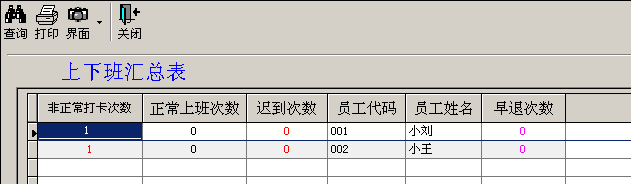 查询 打印 界面 关闭
上下班汇总表
非正常打卡次数 正常上班次数 迟到次数 员工代码 员工姓名 早退次数
1 0 0 001 小刘 0
1 0 0 002 小王 0